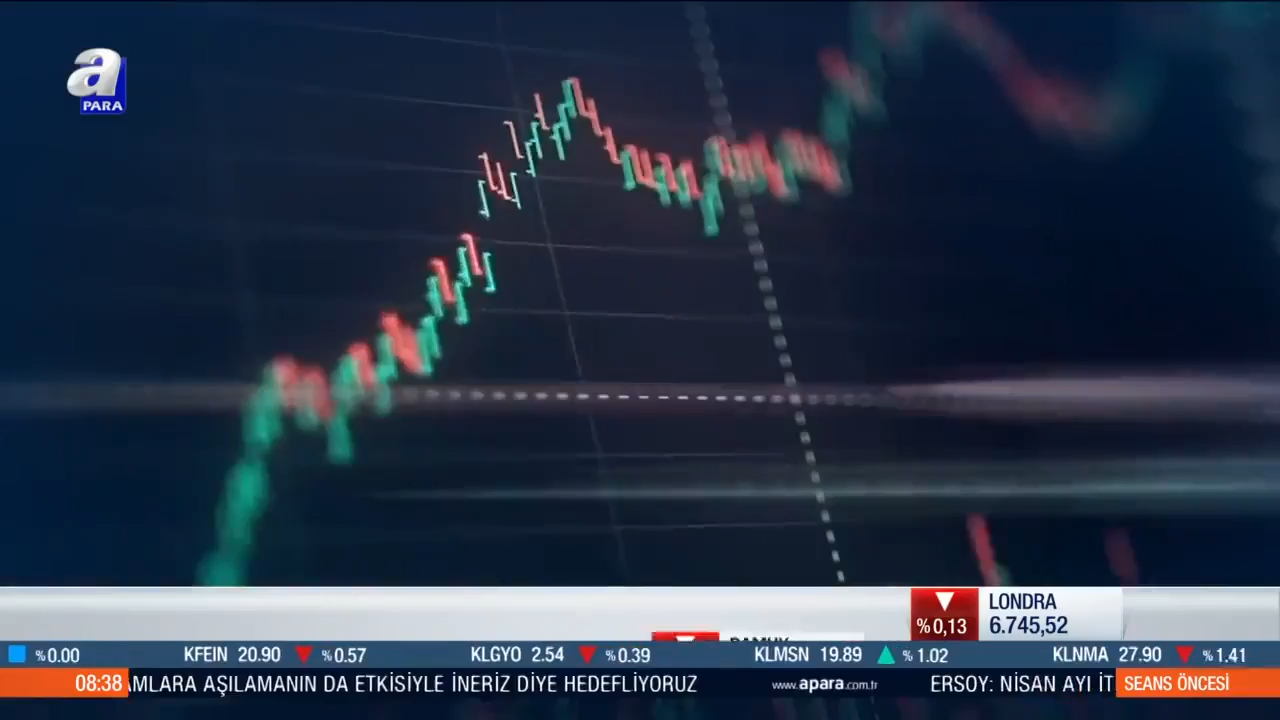 a
PARA
%0,13
LONDRA
6.745,52
%0.00 KFEIN 20.90 %0.57 KLGYO 2.54 %0.39 KLMSN 19.89 %1.02 KLNMA 27.90 %1.41
08:38 AMLARA AŞILAMANIN DA ETKİSİYLE İNERİZ DİYE HEDEFLİYORUZ www.apara.com.tr ERSOY: NİSAN AYI İT SEANS ÖNCESİ